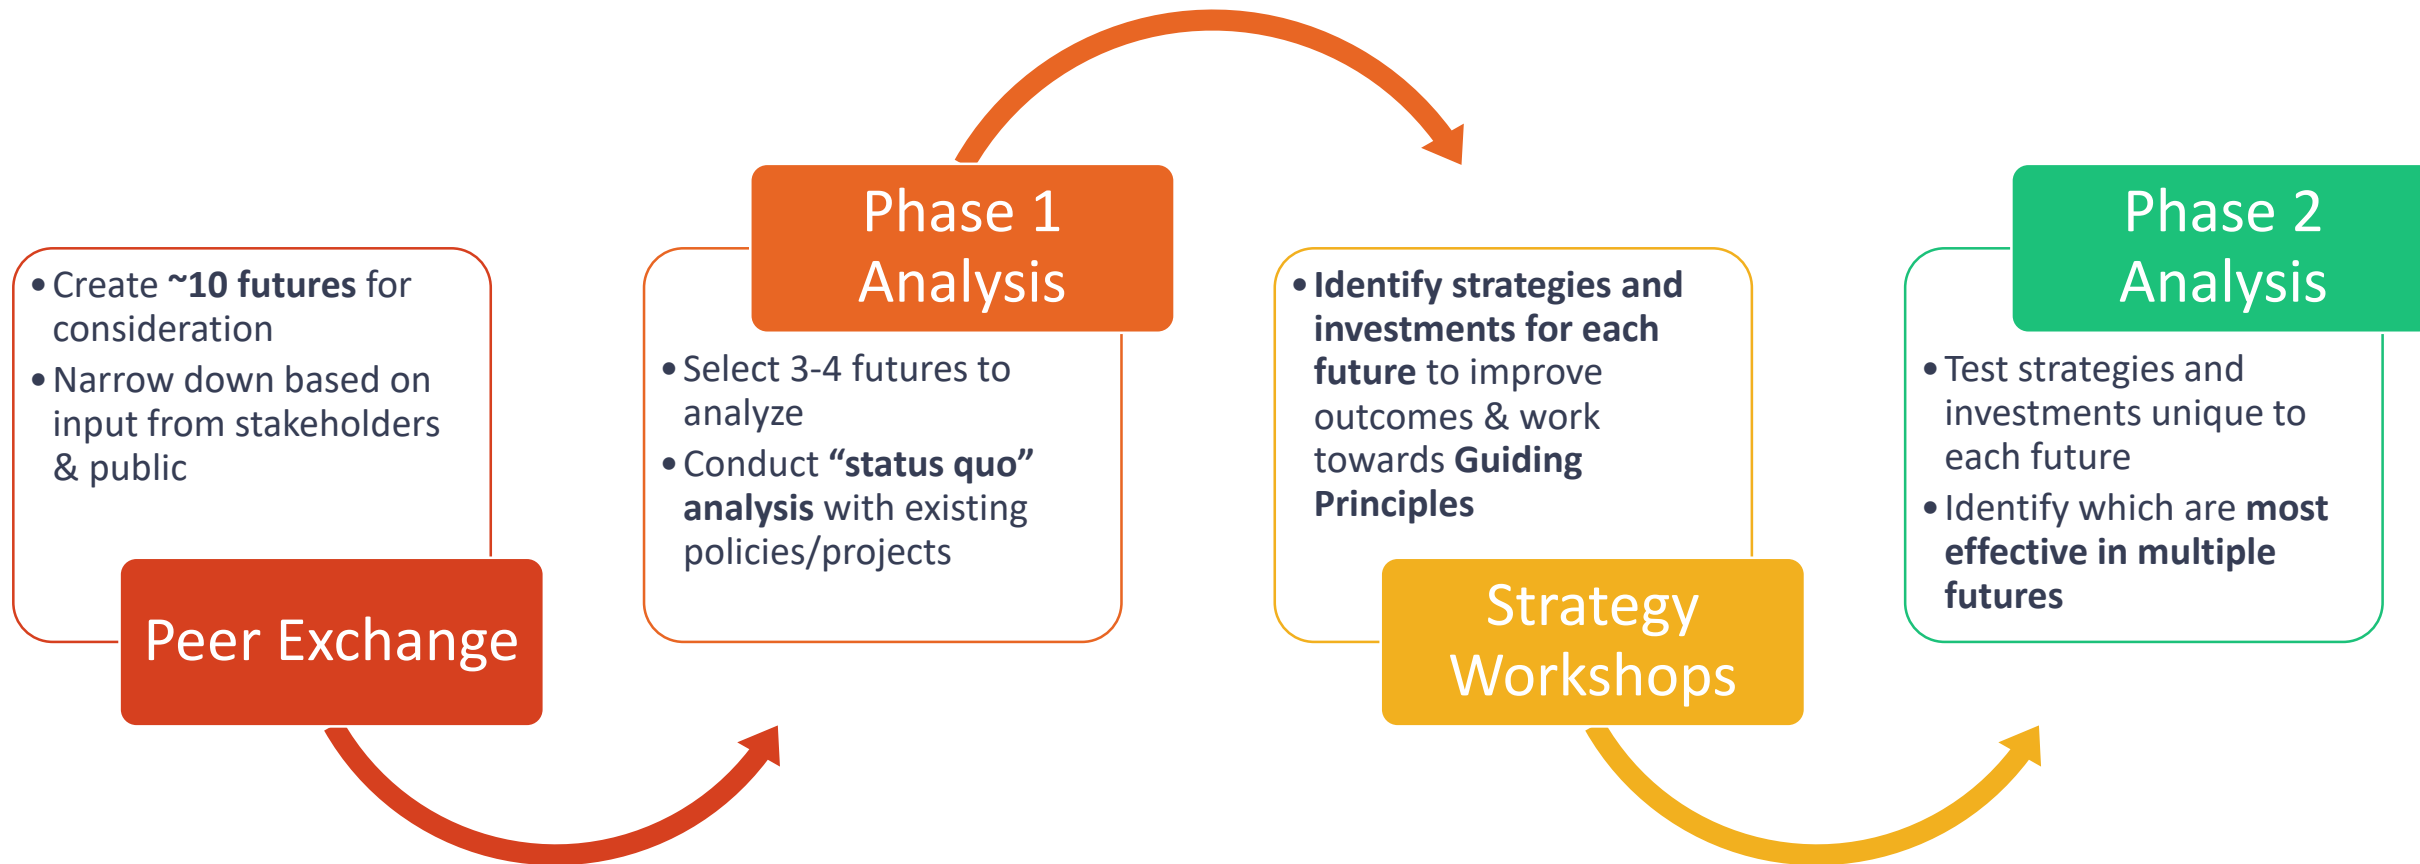 • Create ~10 futures for
consideration
• Narrow down based on
input from stakeholders
& public
Peer Exchange
Phase 1
Analysis
• Select 3-4 futures to
analyze
• Conduct “status quo”
analysis with existing
policies/projects
• Identify strategies and
investments for each
future to improve
outcomes & work
towards Guiding
Principles
Strategy
Workshops
Phase 2
Analysis
• Test strategies and
investments unique to
each future
• Identify which are most
effective in multiple
futures